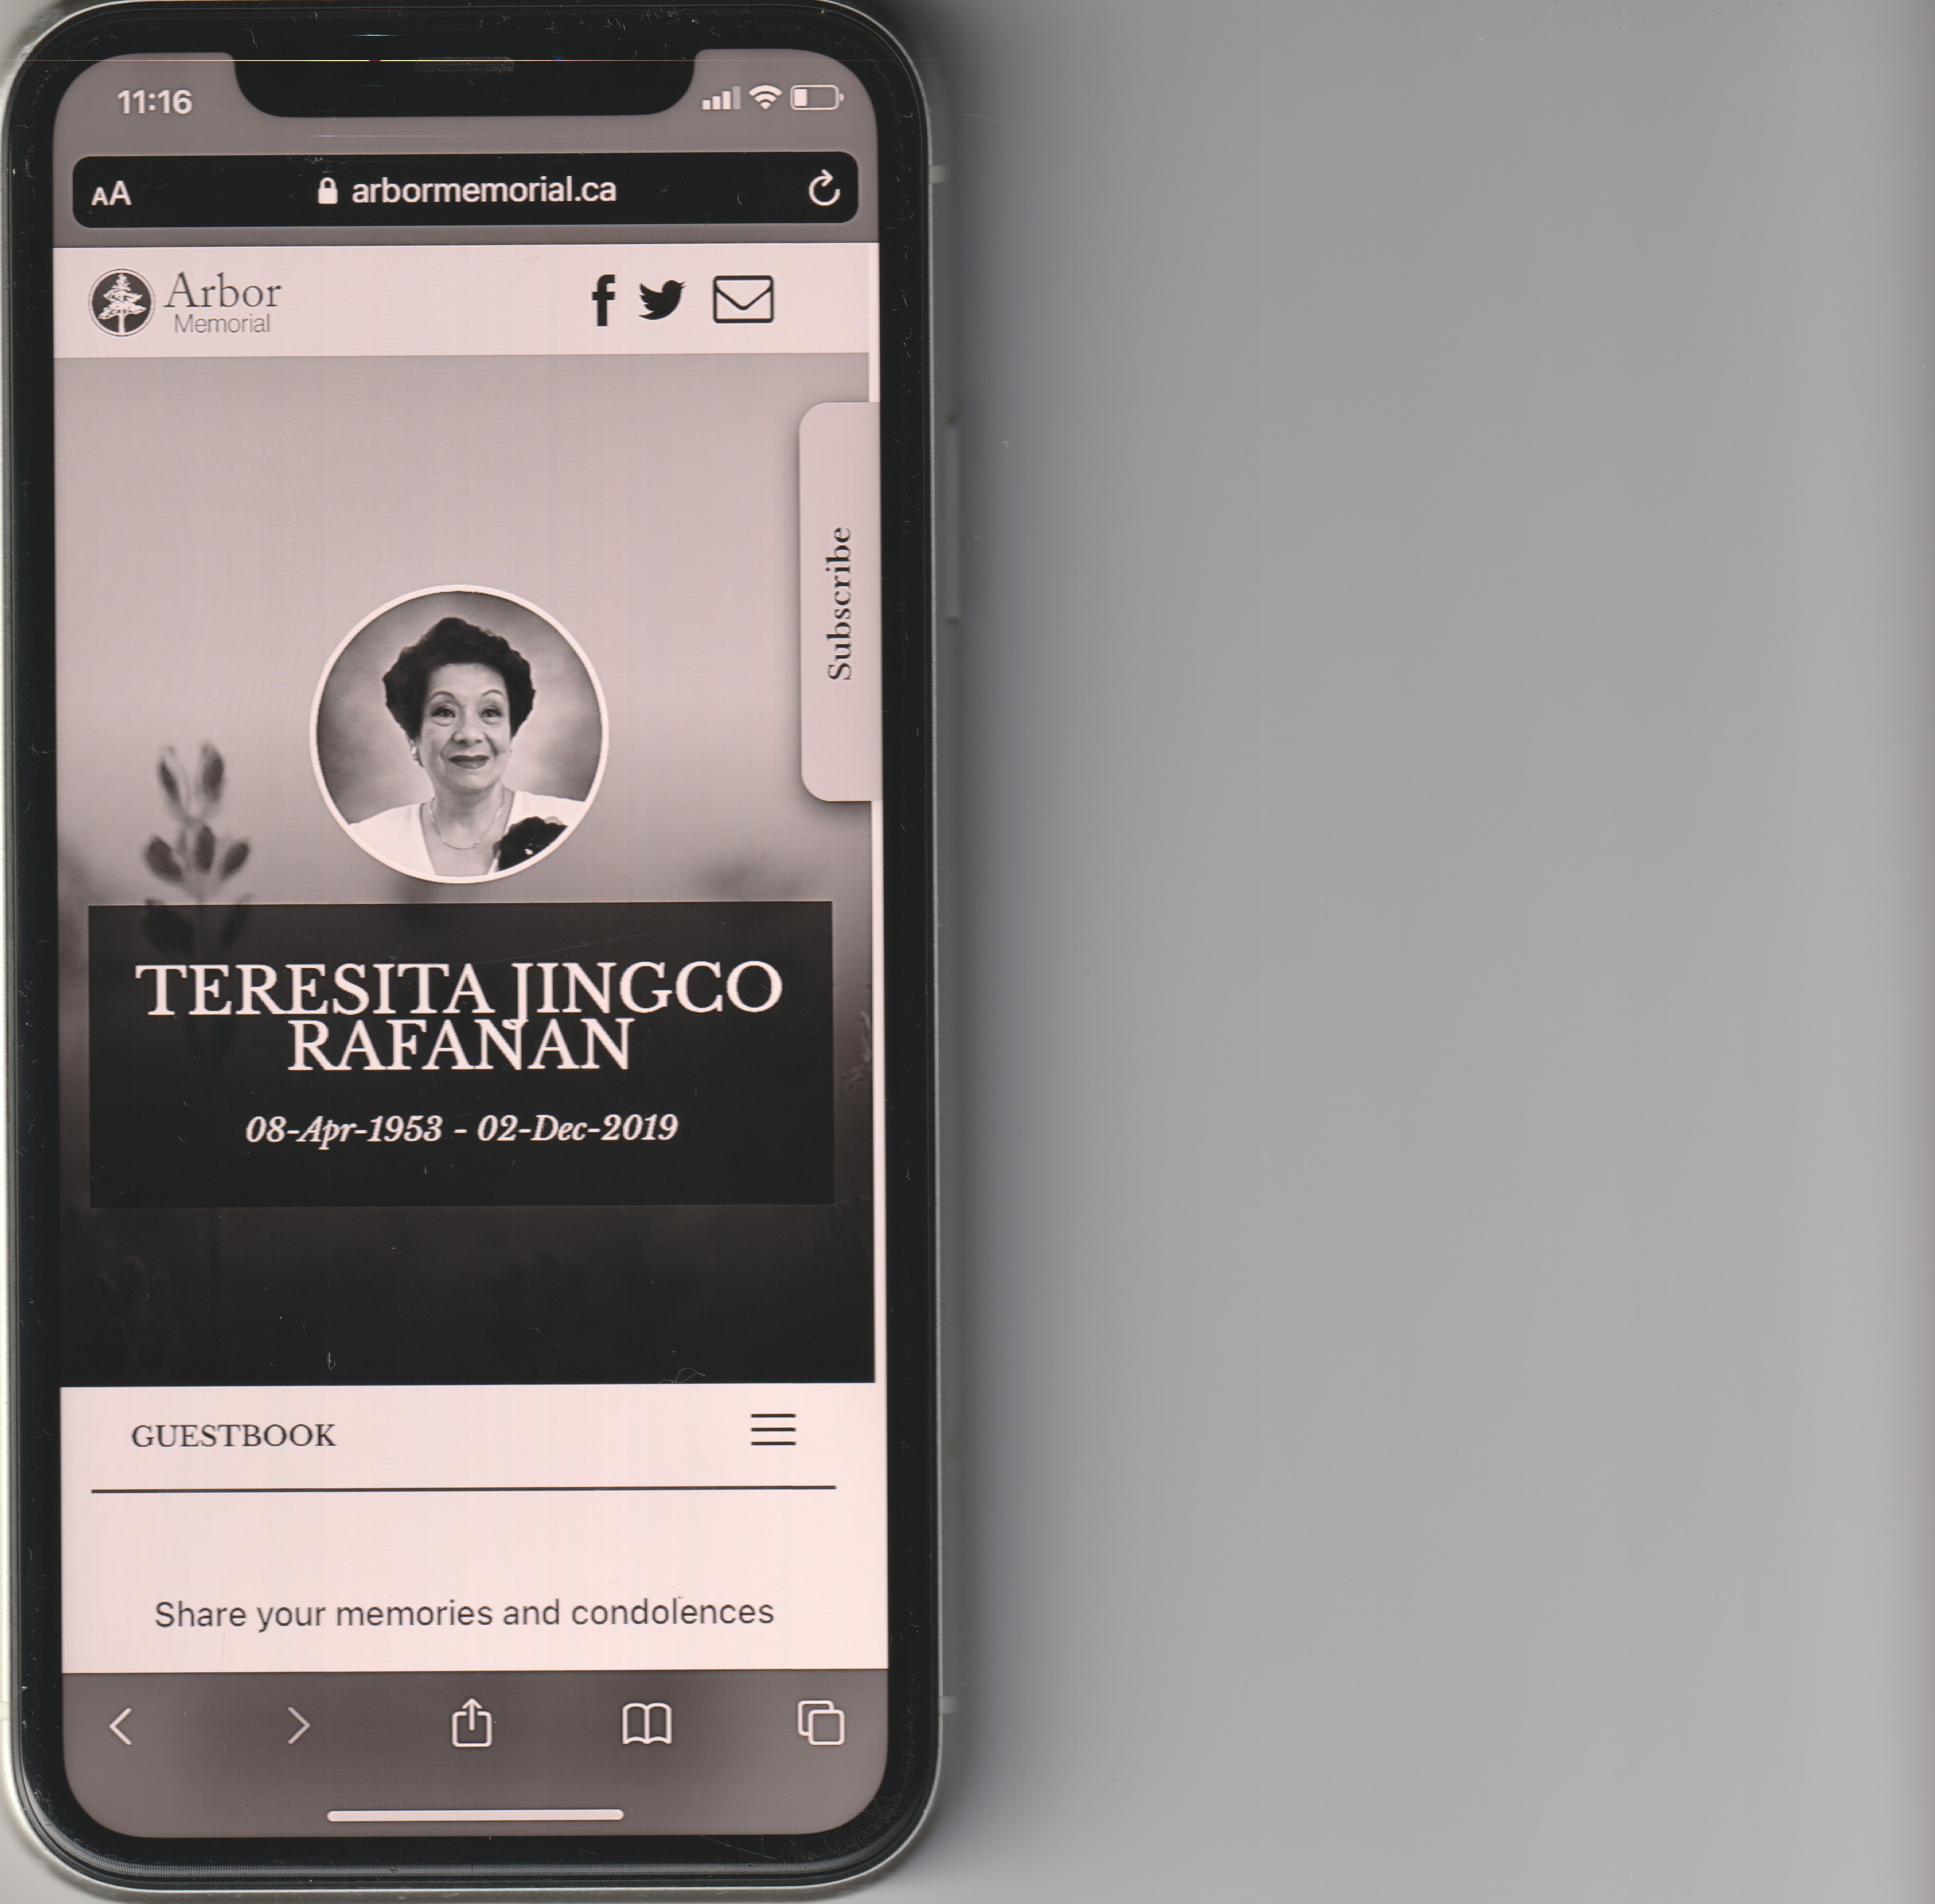 11:16
AA arbormemorial.ca
Arbor
Memorial
f
Subscribe
TERESITA JINGCO
RAFANAN
08-Apr-1953 - 02-Dec-2019
GUESTBOOK
Share your memories and condolences